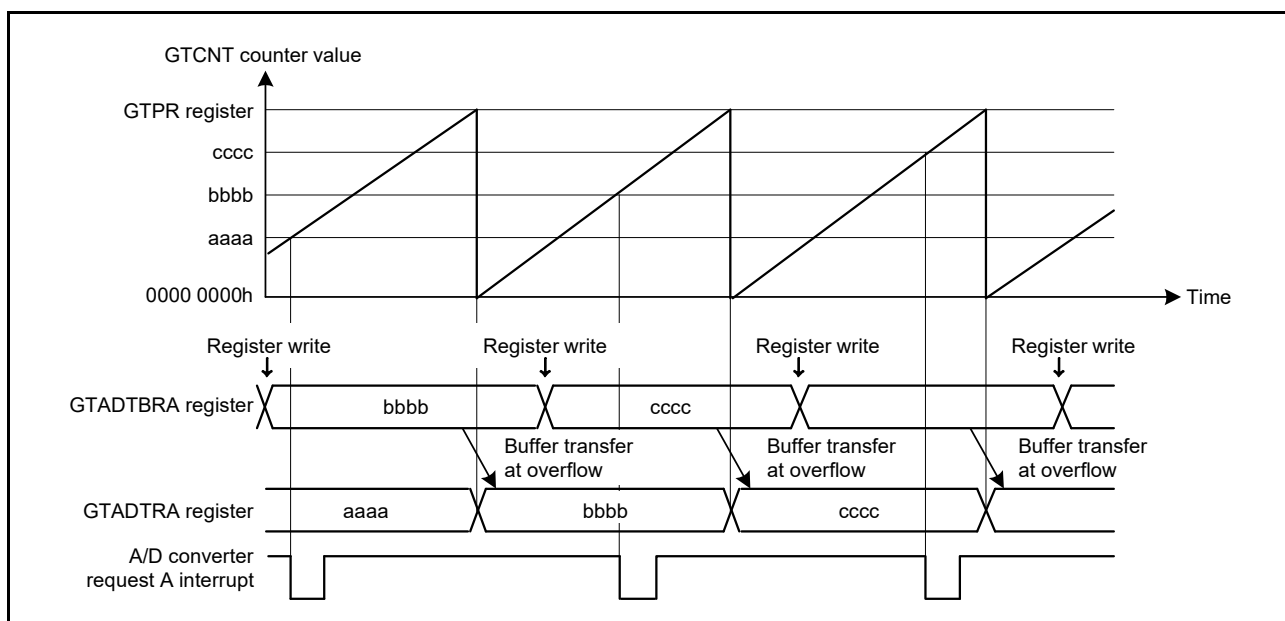 GTCNT counter value
GTPR register
cccc
bbbb
aaaa
0000 0000h
Time
Register write
Register write
Register write
Register write
GTADTBRA register
bbbb
cccc
Buffer transfer
at overflow
Buffer transfer
at overflow
Buffer transfer
at overflow
GTADTRA register
aaaa
bbbb
cccc
A/D converter
request A interrupt